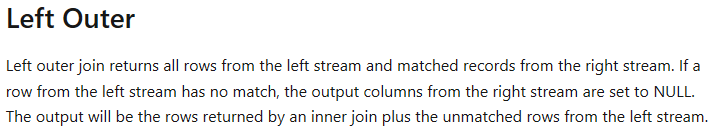 Left Outer
Left outer join returns all rows from the left stream and matched records from the right stream. If a
row from the left stream has no match, the output columns from the right stream are set to NULL.
The output will be the rows returned by an inner join plus the unmatched rows from the left stream.